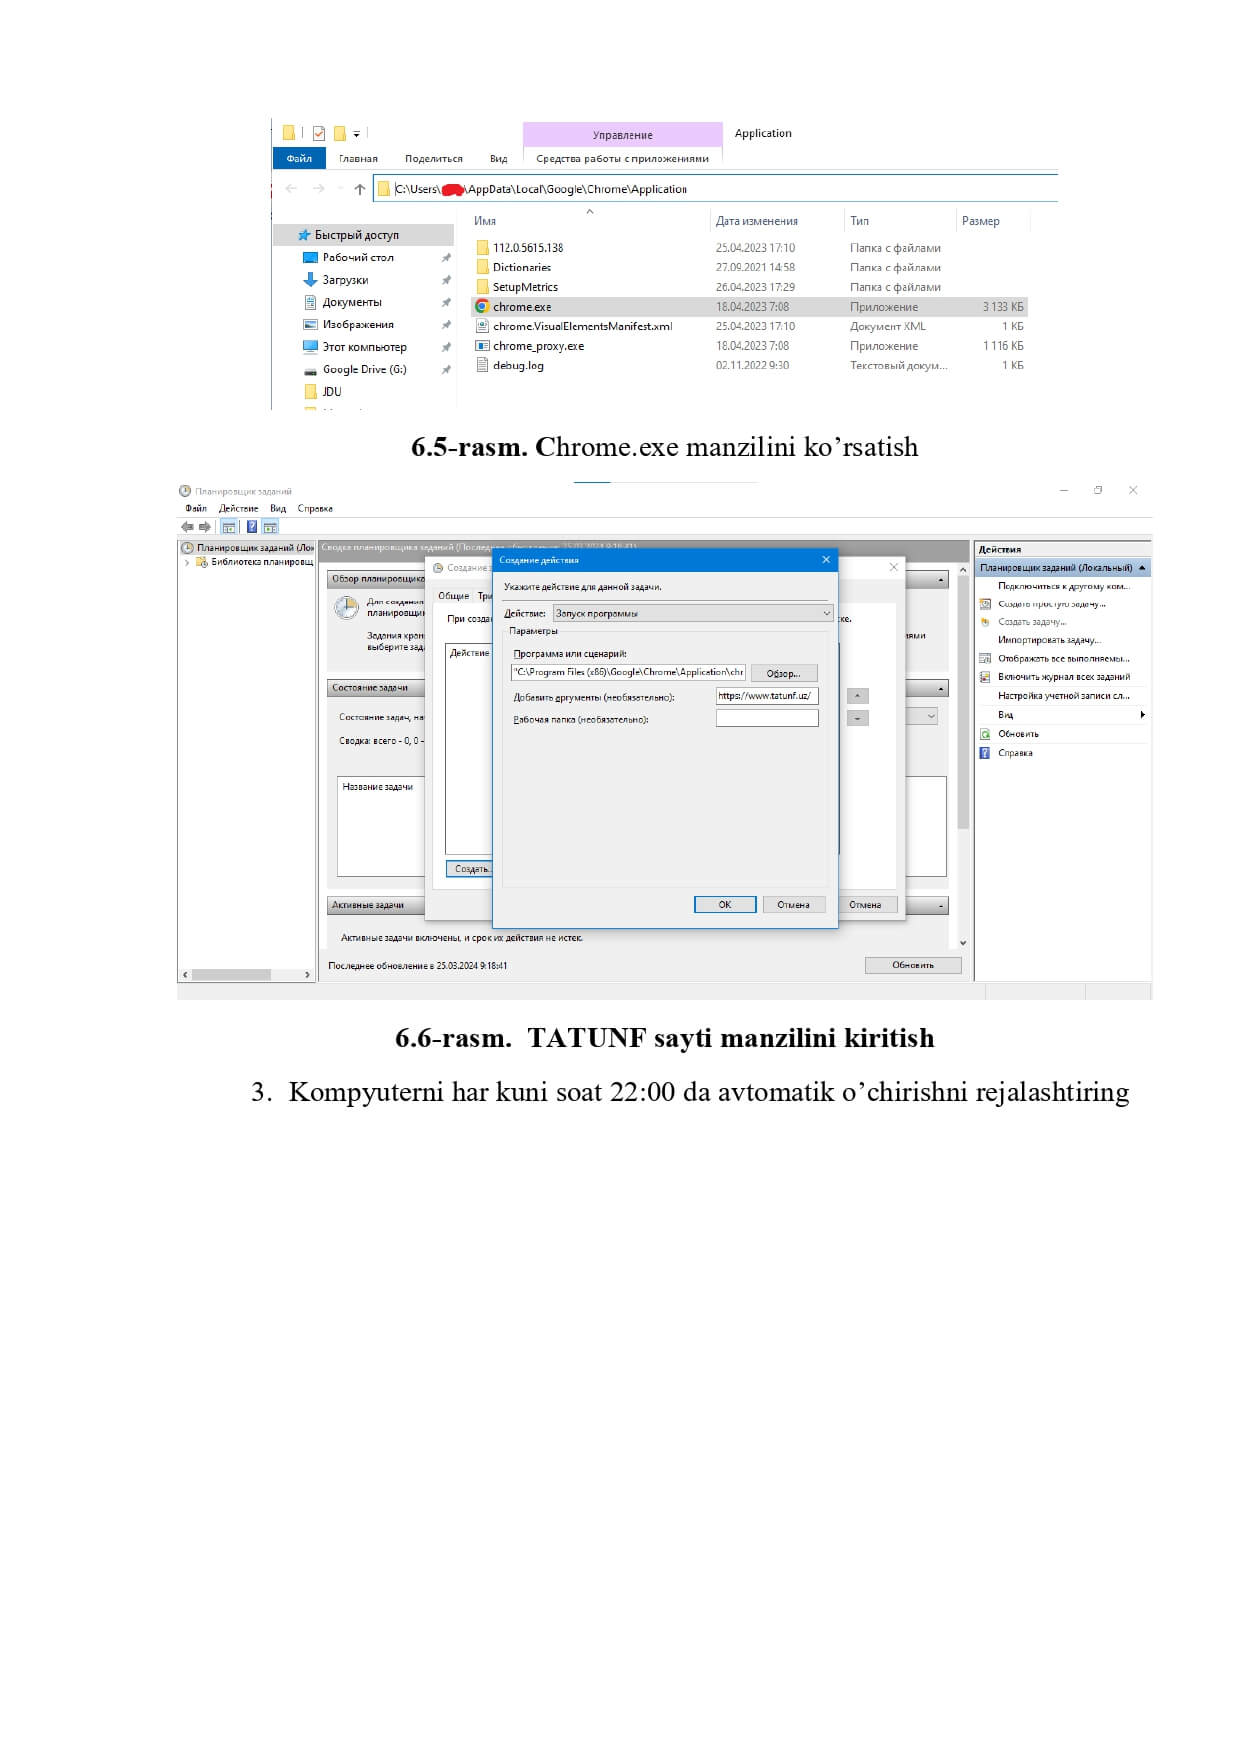 Управление
Application
Файл
Главная
Поделиться
Вид
Средства работы с приложениями
C:\Users\
\AppData\Local\Google\Chrome\Application
Имя
Дата изменения
Тип
Размер
Быстрый доступ
Рабочий стол
Загрузки
Документы
Изображения
Этот компьютер
Google Drive (G:)
JDU
112.0.5615.138 25.04.2023 17:10 Папка с файлами
Dictionaries 27.09.2021 14:58 Папка с файлами
SetupMetrics 26.04.2023 17:29 Папка с файлами
chrome.exe 18.04.2023 7:08 Приложение 3 133 КБ
chrome.VisualElementsManifest.xml 25.04.2023 17:10 Документ XML 1 КБ
chrome_proxy.exe 18.04.2023 7:08 Приложение 1 116 КБ
debug.log 02.11.2022 9:30 Текстовый докум... 1 КБ
6.5-rasm. Chrome.exe manzilini ko’rsatish
Планировщик заданий
Файл Действие Вид Справка
Планировщик заданий (Лок
Библиотека планировщ
Сводка планировщика заданий (Последнее обновление: 25.03.2024 9:18:41)
Обзор планировщика
Для создания
планировщик
Задания хран
выберите зад
Состояние задачи
Состояние задач, на
Сводка: всего - 0, 0 -
Название задачи
Активные задачи
Активные задачи включены, и срок их действия не истек.
Последнее обновление в 25.03.2024 9:18:41
Обновить
Создание з
Общие Три
При созда
ске.
Действие
Создать...
Отмена
ями
Создание действия
Укажите действие для данной задачи.
Действие: Запуск программы
Параметры
Программа или сценарий:
"C:\Program Files (x86)\Google\Chrome\Application\chr
Обзор...
Добавить аргументы (необязательно): https://www.tatunf.uz/
Рабочая папка (необязательно):
ОК
Отмена
Действия
Планировщик заданий (Локальный)
Подключиться к другому ком...
Создать простую задачу...
Создать задачу...
Импортировать задачу...
Отображать все выполняемы...
Включить журнал всех заданий
Настройка учетной записи сл...
Вид
Обновить
Справка
6.6-rasm. TATUNF sayti manzilini kiritish
3. Kompyuterni har kuni soat 22:00 da avtomatik o’chirishni rejalashtiring